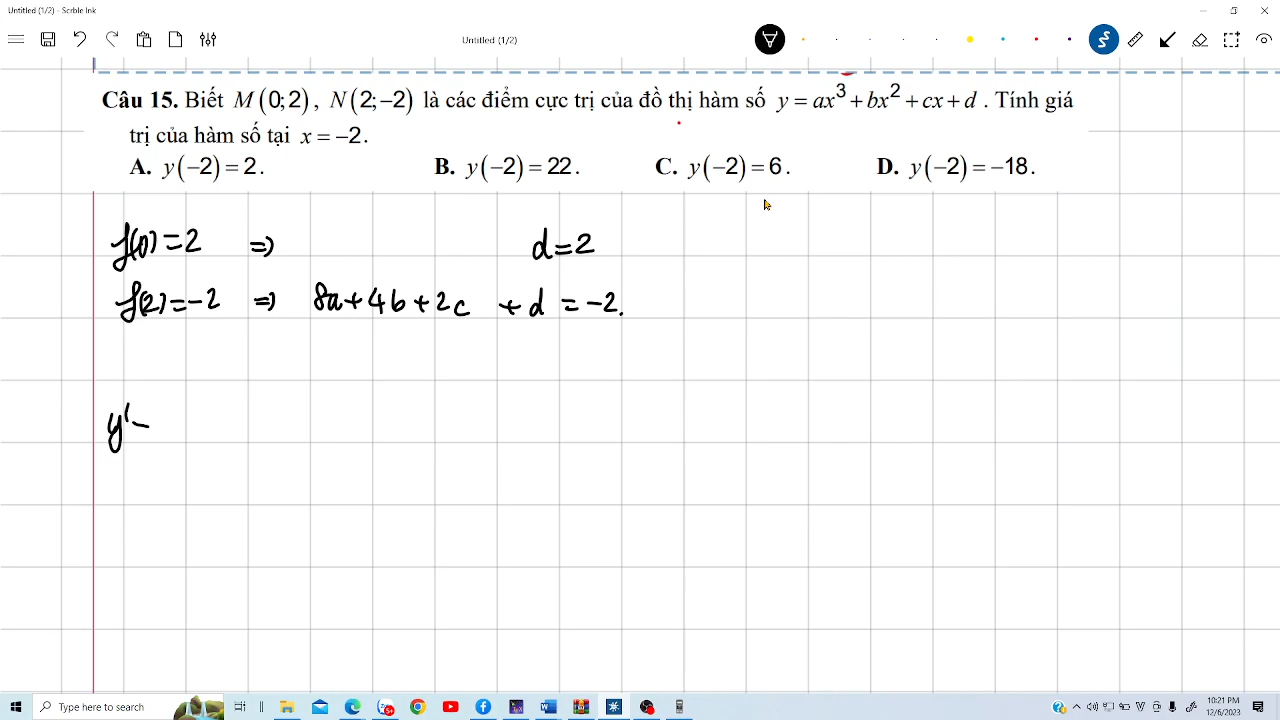 Untitled (1/2) - Scrble Ink
Untitled (1/2)
Câu 15. Biết M(0;2), N(2;−2) là các điểm cực trị của đồ thị hàm số y = ax³ + bx² + cx + d. Tính giá
trị của hàm số tại x = −2.
A. y(−2) = 2. B. y(−2) = 22. C. y(−2) = 6. D. y(−2) = −18.
f(0) = 2 ⇒ d = 2
f(2) = −2 ⇒ 8a + 4b + 2c + d = −2.
y' −
Type here to search
10:21 PM
12/6/2023